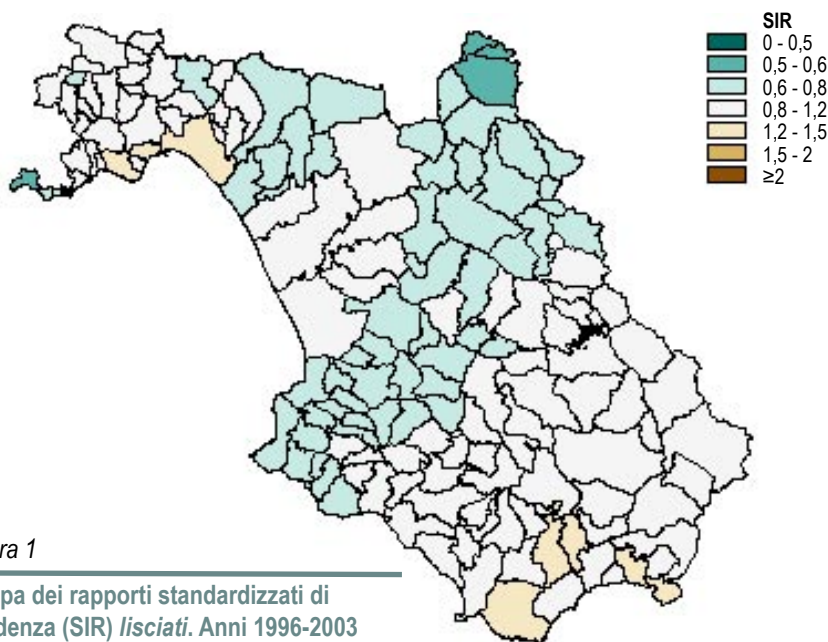 SIR
0 - 0,5
0,5 - 0,6
0,6 - 0,8
0,8 - 1,2
1,2 - 1,5
1,5 - 2
≥2
ra 1
pa dei rapporti standardizzati di
denza (SIR) lisciati. Anni 1996-2003